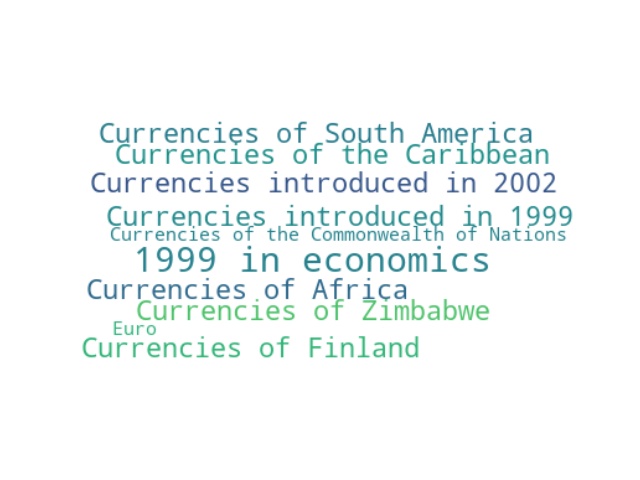 Currencies of South America
Currencies of the Caribbean
Currencies introduced in 2002
Currencies introduced in 1999
Currencies of the Commonwealth of Nations
1999 in economics
Currencies of Africa
Currencies of Zimbabwe
Euro
Currencies of Finland